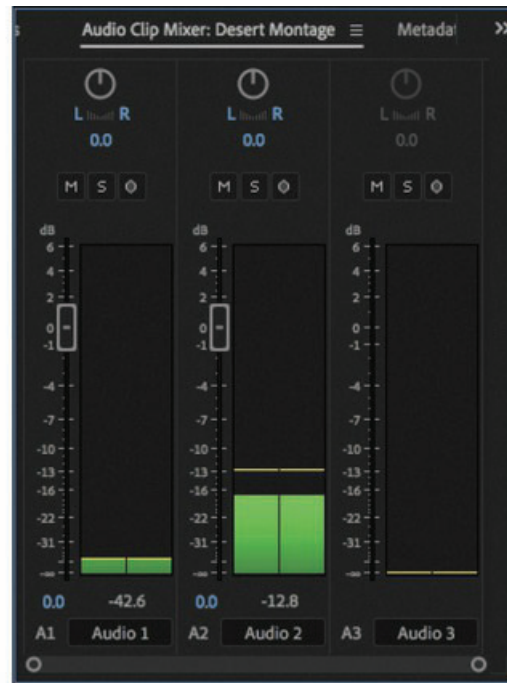 s Audio Clip Mixer: Desert Montage ≡ Metada »
L R L R L R
0.0 0.0 0.0
M S M S M S
dB dB dB
6 6 6
4 4 4
2 2 2
0 0 0
-1 -1 -1
-4 -4 -4
-7 -7 -7
-10 -10 -10
-13 -13 -13
-16 -16 -16
-22 -22 -22
-31 -31 -31
-∞ -∞ -∞
0.0 -42.6 0.0 -12.8
A1 Audio 1 A2 Audio 2 A3 Audio 3